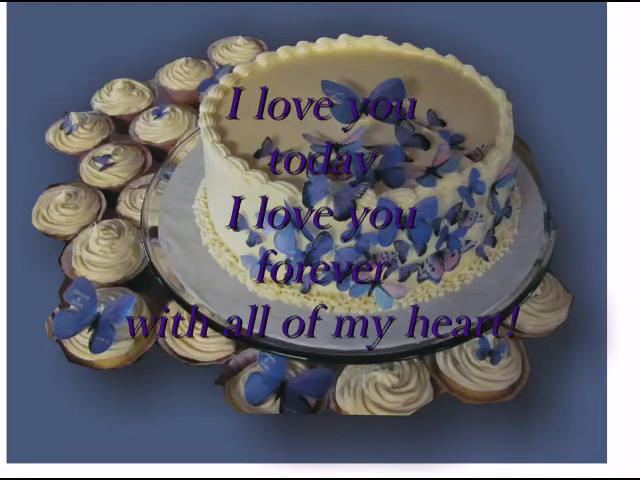 I love you
today
I love you
forever
with all of my heart!